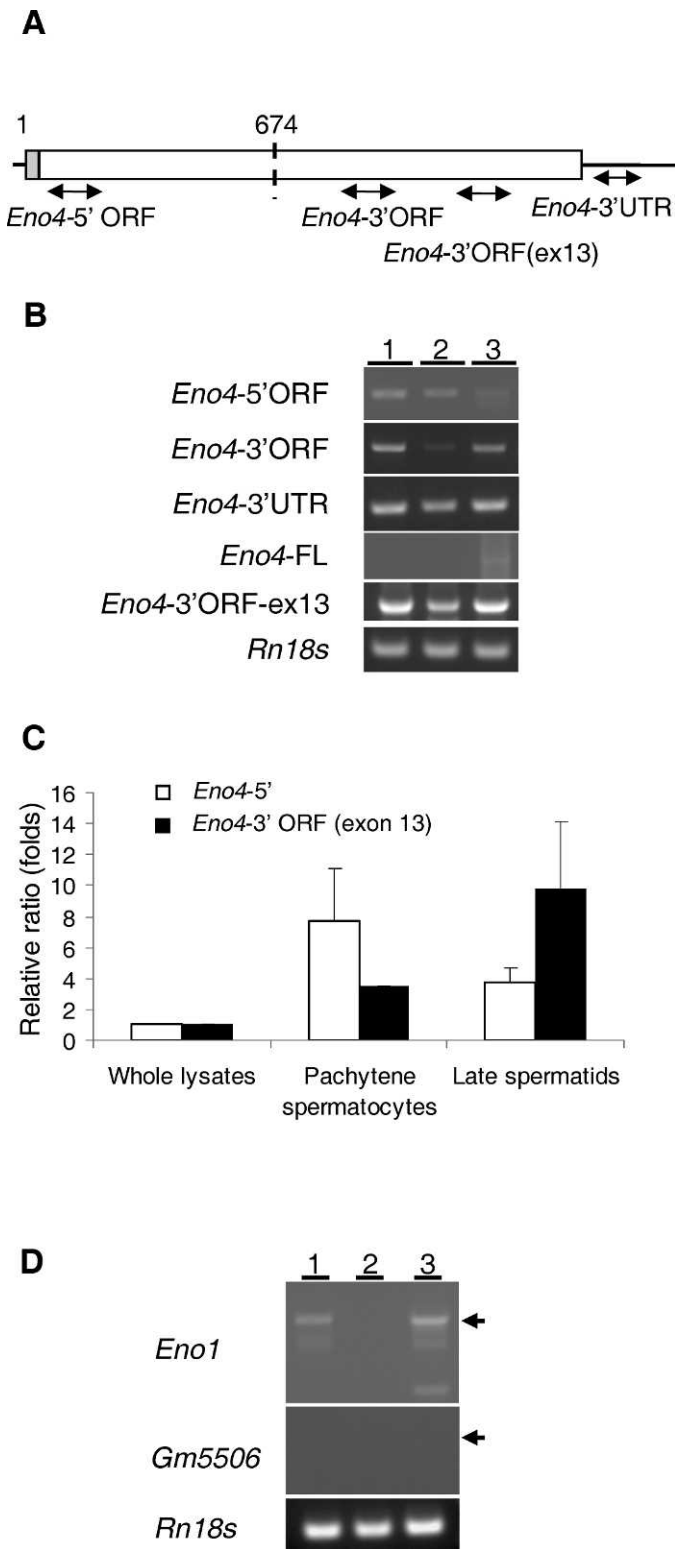 A
1 674
Eno4-5' ORF Eno4-3'ORF Eno4-3'UTR
Eno4-3'ORF(ex13)
B
1 2 3
Eno4-5'ORF
Eno4-3'ORF
Eno4-3'UTR
Eno4-FL
Eno4-3'ORF-ex13
Rn18s
C
Relative ratio (folds)
16
14
12
10
8
6
4
2
0
Eno4-5'
Eno4-3' ORF (exon 13)
Whole lysates
Pachytene
spermatocytes
Late spermatids
D
1 2 3
Eno1
Gm5506
Rn18s